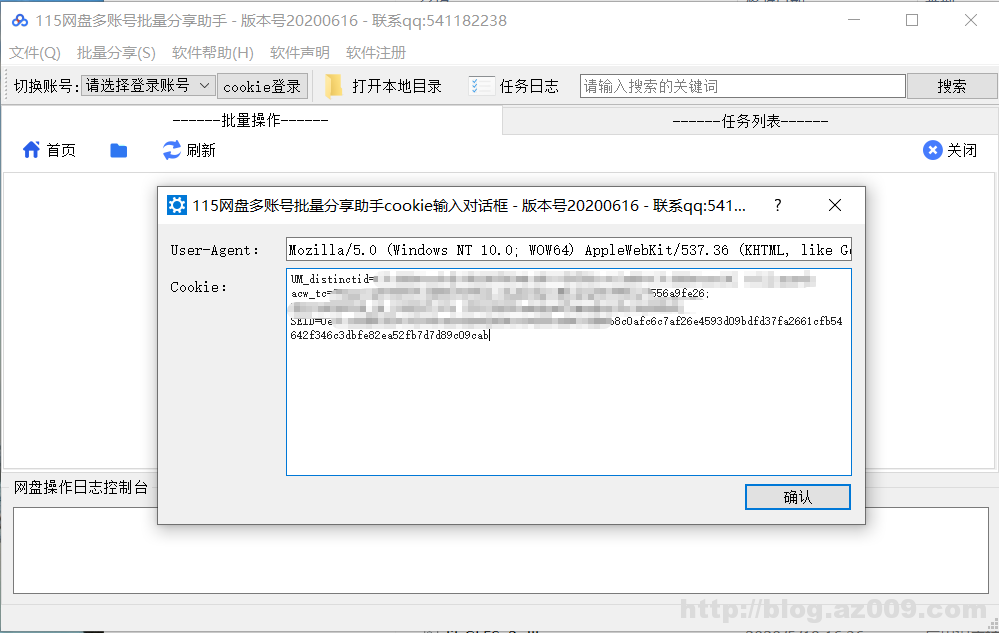 115网盘多账号批量分享助手 - 版本号20200616 - 联系qq:541182238
文件(Q) 批量分享(S) 软件帮助(H) 软件声明 软件注册
切换账号: 请选择登录账号 cookie登录 打开本地目录 任务日志 请输入搜索的关键词 搜索
------批量操作------ ------任务列表------
首页 刷新 关闭
115网盘多账号批量分享助手cookie输入对话框 - 版本号20200616 - 联系qq:541... ?
User-Agent: Mozilla/5.0 (Windows NT 10.0; WOW64) AppleWebKit/537.36 (KHTML, like Ge
Cookie: UM_distinctid=
acw_tc= 556a9fe26;
SEID= b8c0afc6c7af26e4593d09bdfd37fa2661cfb54
642f346c3dbfe82ea52fb7d7d89c09cab
确认
网盘操作日志控制台
http://blog.az009.com